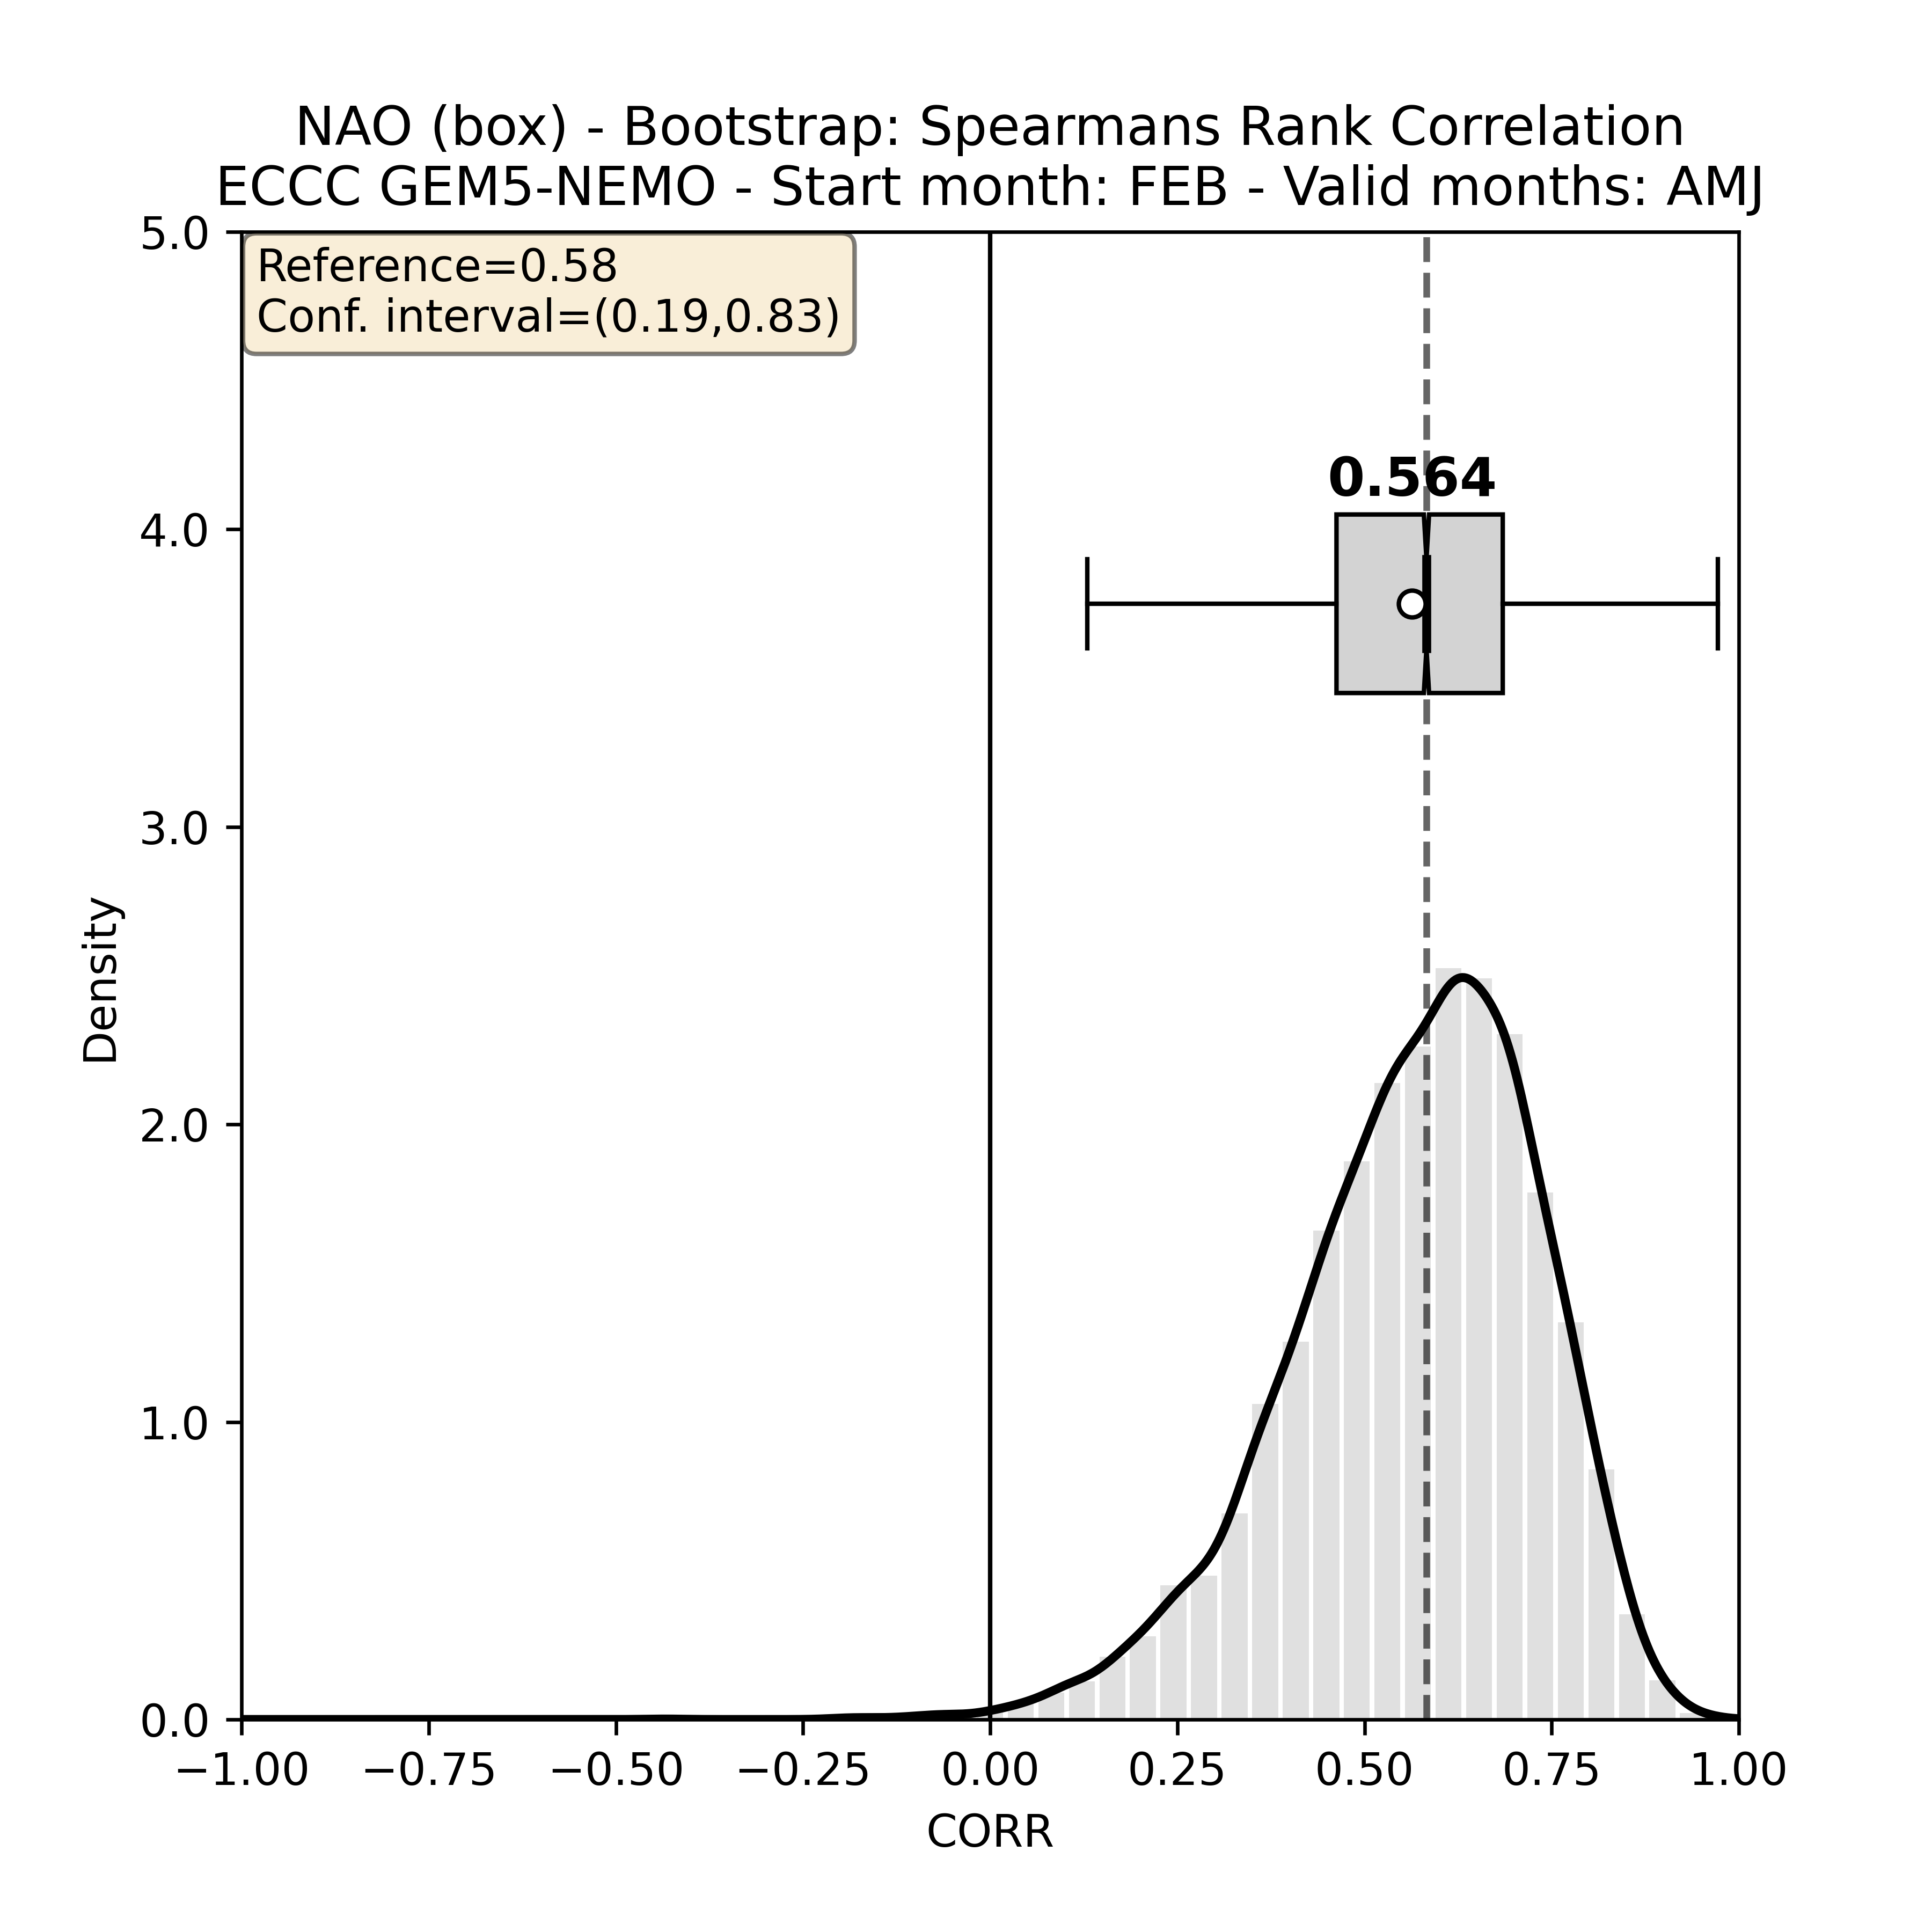 NAO (box) - Bootstrap: Spearmans Rank Correlation
ECCC GEM5-NEMO - Start month: FEB - Valid months: AMJ
Reference=0.58
Conf. interval=(0.19,0.83)
0.564
5.0
4.0
3.0
2.0
1.0
0.0
Density
−1.00 −0.75 −0.50 −0.25 0.00 0.25 0.50 0.75 1.00
CORR